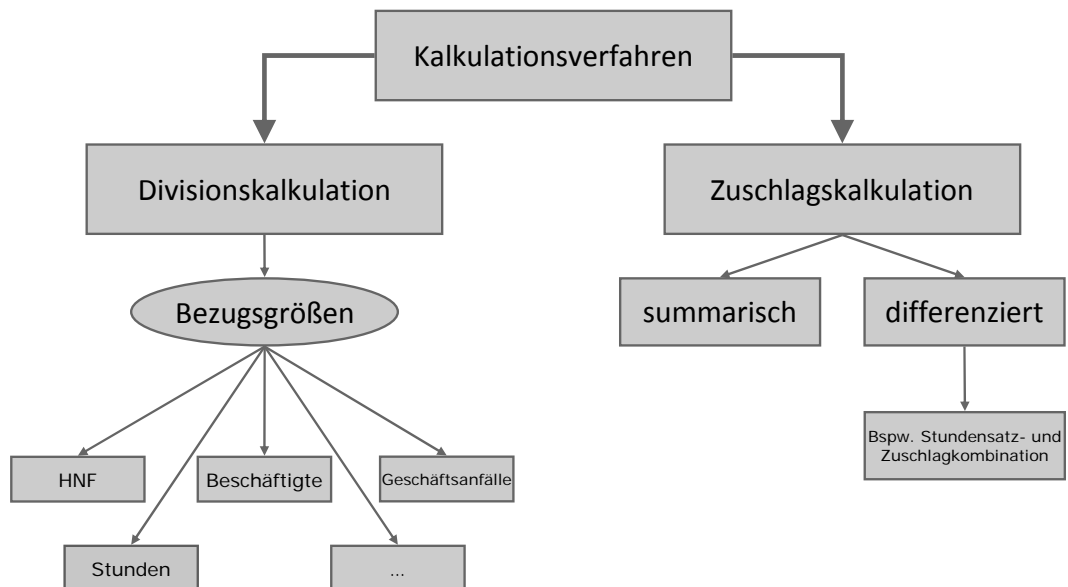 Kalkulationsverfahren
Divisionskalkulation
Zuschlagskalkulation
Bezugsgrößen
summarisch
differenziert
HNF
Beschäftigte
Geschäftsanfälle
Bspw. Stundensatz- und
Zuschlagkombination
Stunden
...